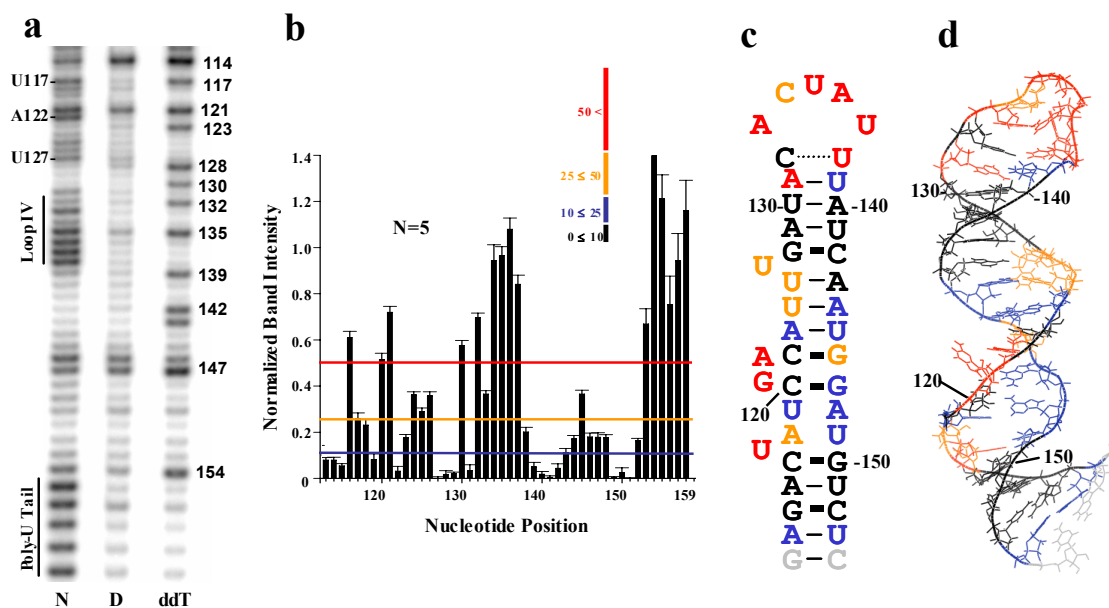 a
U117
A122
U127
Loop IV
Poly-U Tail
114
117
121
123
128
130
132
135
139
142
147
154
N D ddT
b
50 <
25 ≤ 50
10 ≤ 25
0 ≤ 10
N=5
Normalized Band Intensity
1.4
1.2
1.0
0.8
0.6
0.4
0.2
0
120 130 140 150 159
Nucleotide Position
c
C U A
A U
C U
A U
130- U A -140
A U
G C
U U A
U A
A U
A C G
G C G
120 U A
A U
U C G -150
A U
G C
A U
G C
d
130
-140
120
150